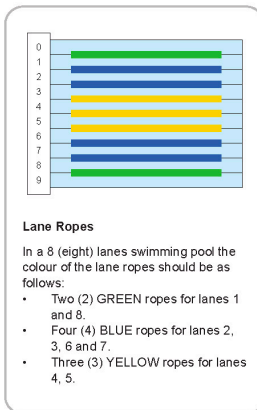 0
1
2
3
4
5
6
7
8
9
Lane Ropes
In a 8 (eight) lanes swimming pool the
colour of the lane ropes should be as
follows:
• Two (2) GREEN ropes for lanes 1
and 8.
• Four (4) BLUE ropes for lanes 2,
3, 6 and 7.
• Three (3) YELLOW ropes for lanes
4, 5.